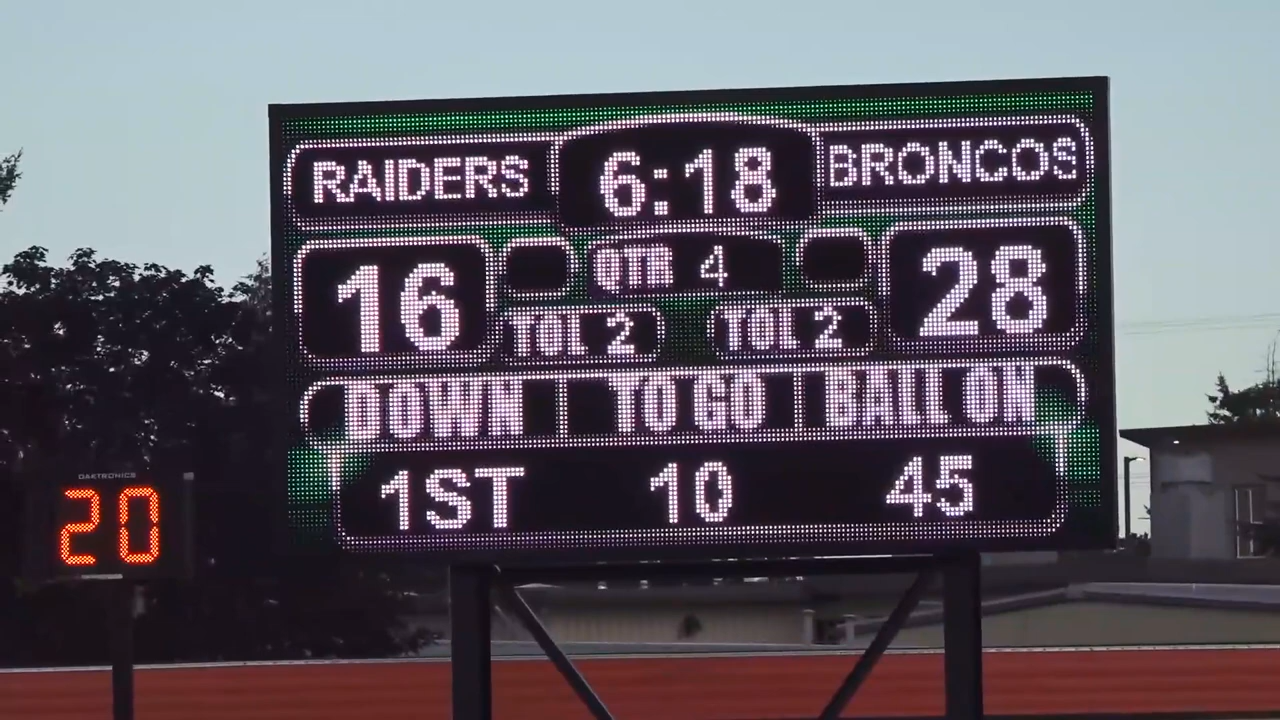 RAIDERS 6:18 BRONCOS
16 QTR 4 28
TOL 2 TOL 2
DOWN TO GO BALL ON
1ST 10 45
DAKTRONICS
20